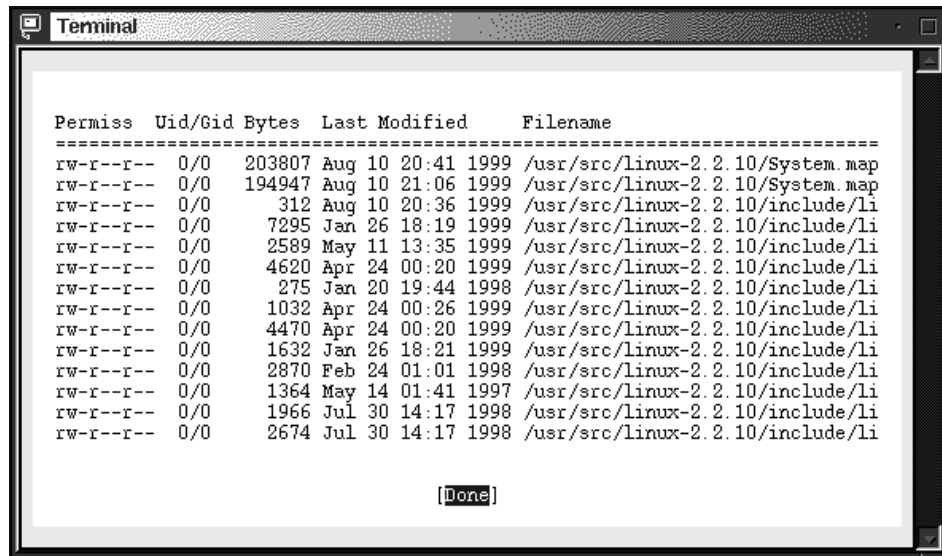 Terminal
Permiss Uid/Gid Bytes Last Modified Filename
=====================================================================
rw-r--r-- 0/0 203807 Aug 10 20:41 1999 /usr/src/linux-2.2.10/System.map
rw-r--r-- 0/0 194947 Aug 10 21:06 1999 /usr/src/linux-2.2.10/System.map
rw-r--r-- 0/0 312 Aug 10 20:36 1999 /usr/src/linux-2.2.10/include/li
rw-r--r-- 0/0 7295 Jan 26 18:19 1999 /usr/src/linux-2.2.10/include/li
rw-r--r-- 0/0 2589 May 11 13:35 1999 /usr/src/linux-2.2.10/include/li
rw-r--r-- 0/0 4620 Apr 24 00:20 1999 /usr/src/linux-2.2.10/include/li
rw-r--r-- 0/0 275 Jan 20 19:44 1998 /usr/src/linux-2.2.10/include/li
rw-r--r-- 0/0 1032 Apr 24 00:26 1999 /usr/src/linux-2.2.10/include/li
rw-r--r-- 0/0 4470 Apr 24 00:20 1999 /usr/src/linux-2.2.10/include/li
rw-r--r-- 0/0 1632 Jan 26 18:21 1999 /usr/src/linux-2.2.10/include/li
rw-r--r-- 0/0 2870 Feb 24 01:01 1998 /usr/src/linux-2.2.10/include/li
rw-r--r-- 0/0 1364 May 14 01:41 1997 /usr/src/linux-2.2.10/include/li
rw-r--r-- 0/0 1966 Jul 30 14:17 1998 /usr/src/linux-2.2.10/include/li
rw-r--r-- 0/0 2674 Jul 30 14:17 1998 /usr/src/linux-2.2.10/include/li
[Done]